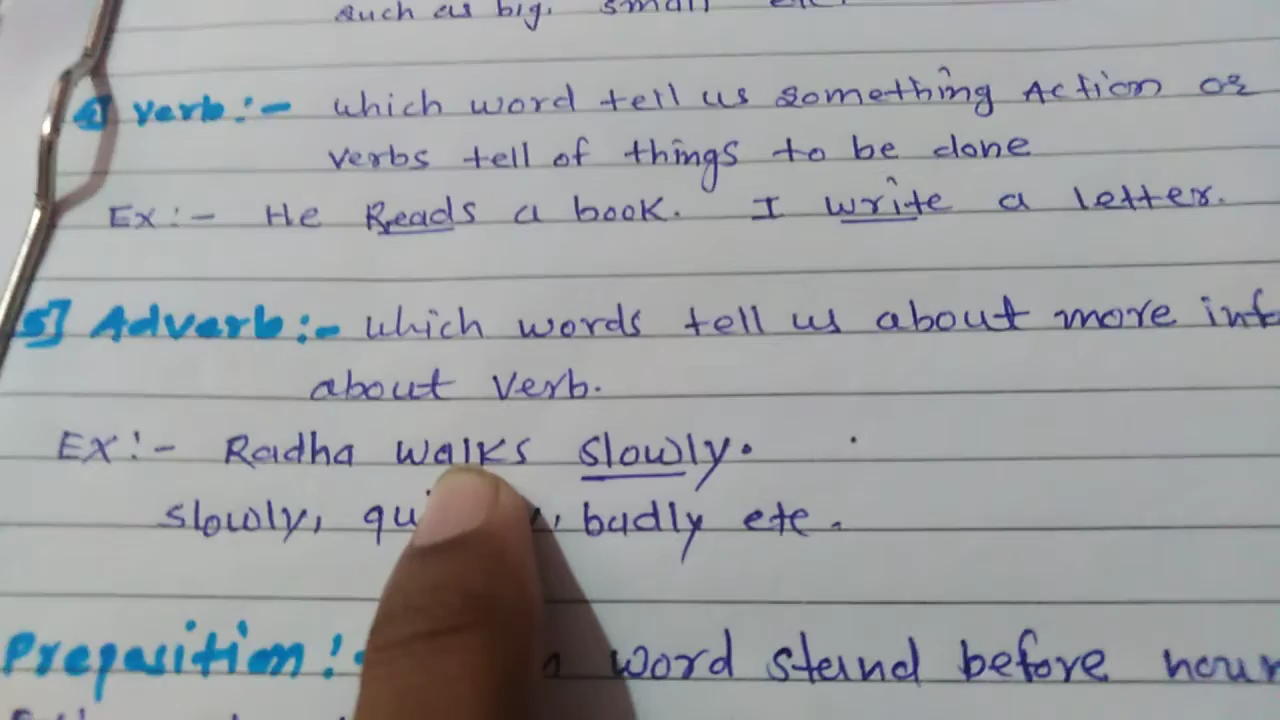 such as big, small etc.
4] verb:- which word tell us something Action or
verbs tell of things to be done
Ex:- He Reads a book. I write a letter.
5] Adverb:- which words tell us about more inf
about verb.
EX:- Radha walks slowly.
slowly, badly etc.
Preposition:- word stand before noun